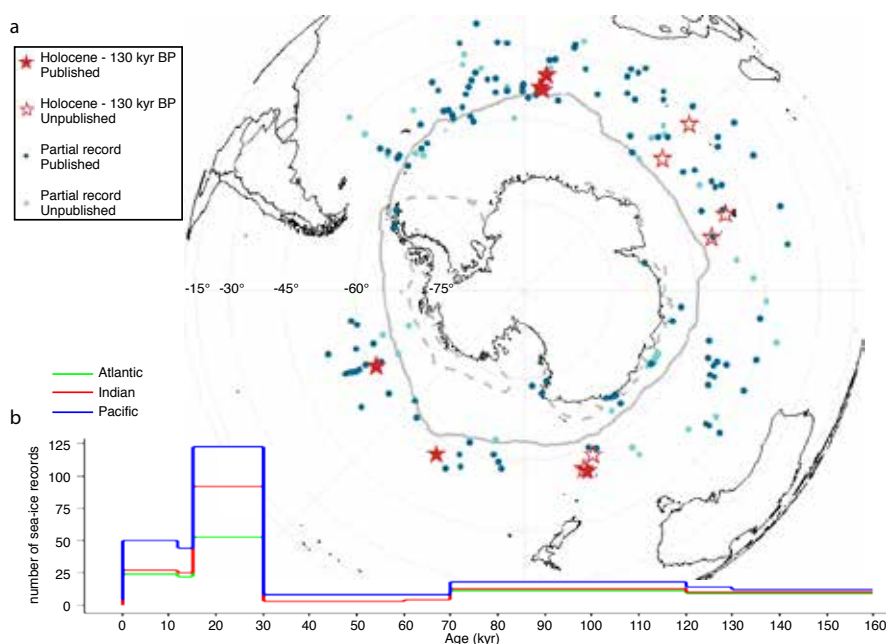 a
Holocene - 130 kyr BP
Published
Holocene - 130 kyr BP
Unpublished
Partial record
Published
Partial record
Unpublished
-15° -30° -45° -60° -75°
Atlantic
Indian
Pacific
b
number of sea-ice records
125
100
75
50
25
0
0 10 20 30 40 50 60 70 80 90 100 110 120 130 140 150 160
Age (kyr)